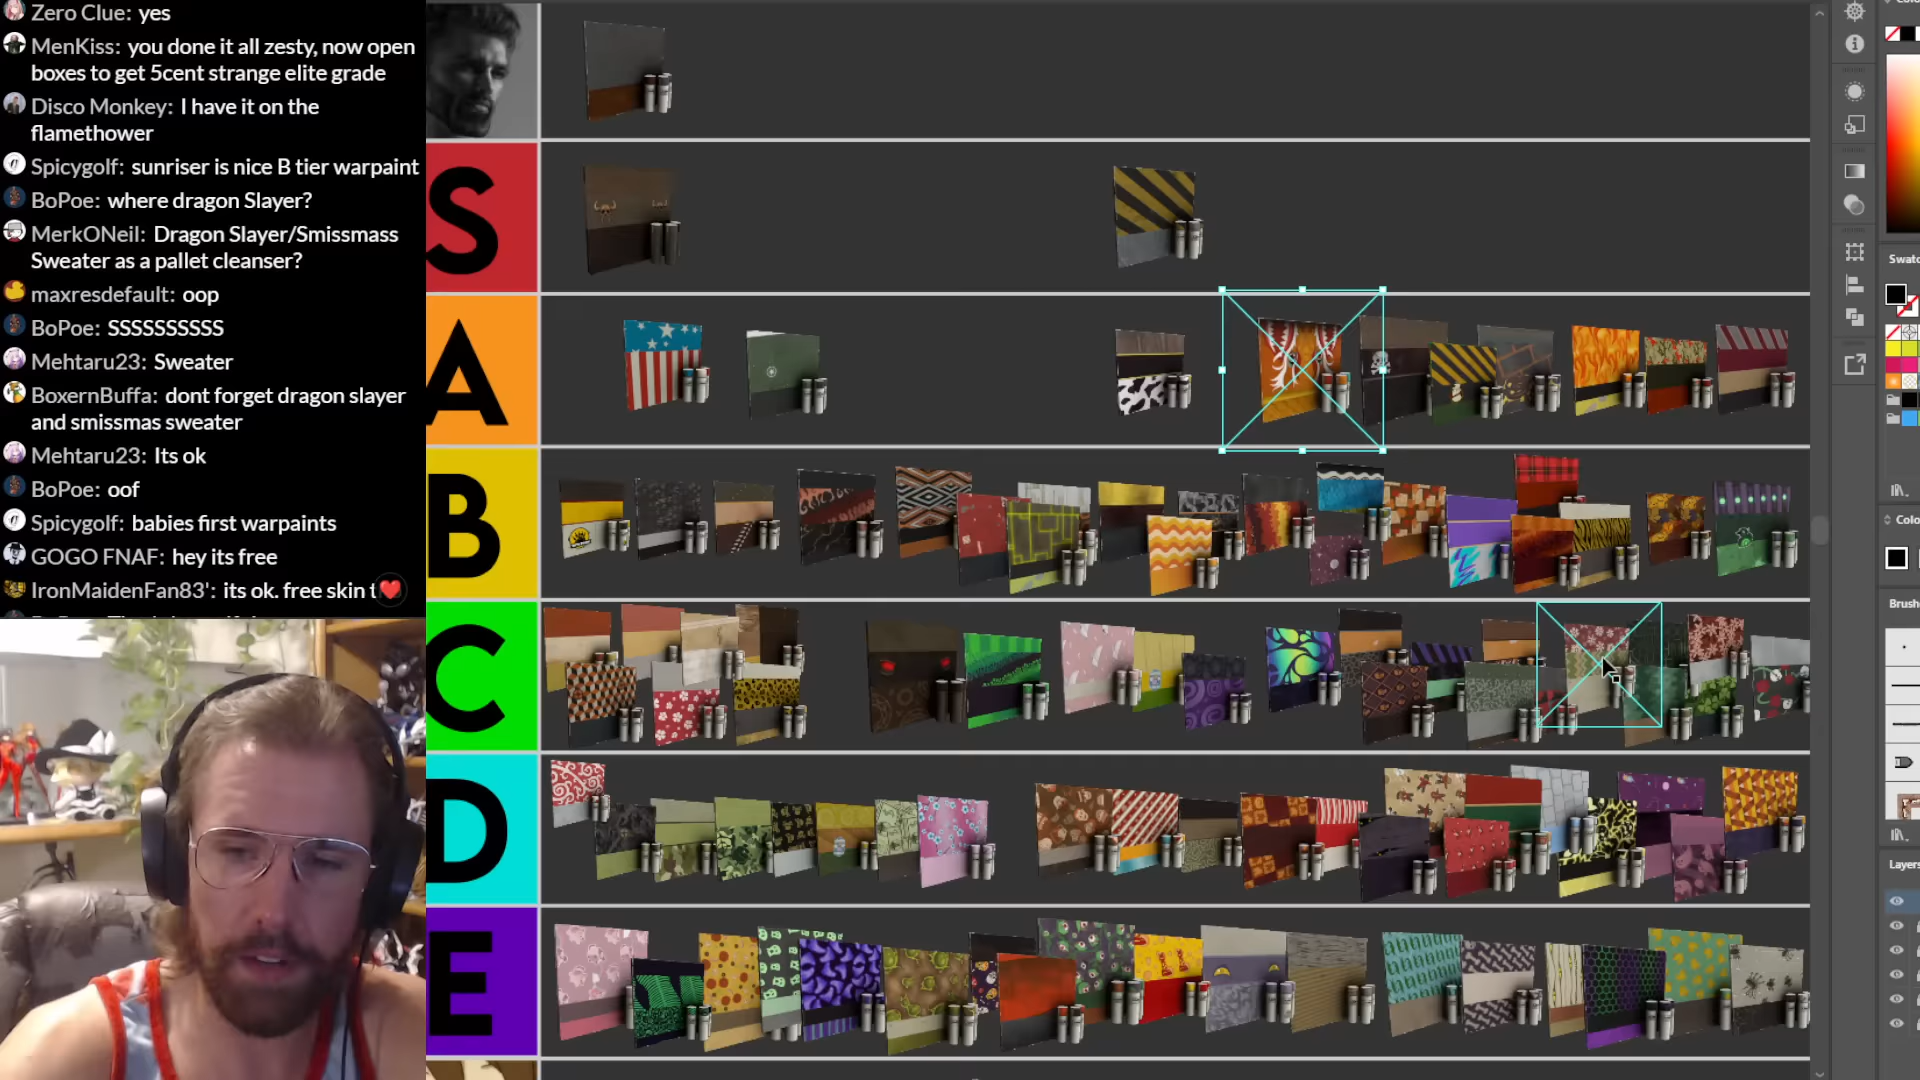 Zero Clue: yes
MenKiss: you done it all zesty, now open
boxes to get 5cent strange elite grade
Disco Monkey: I have it on the
flamethower
Spicygolf: sunriser is nice B tier warpaint
BoPoe: where dragon Slayer?
MerkONeil: Dragon Slayer/Smissmass
Sweater as a pallet cleanser?
maxresdefault: oop
BoPoe: SSSSSSSSSS
Mehtaru23: Sweater
BoxernBuffa: dont forget dragon slayer
and smissmas sweater
Mehtaru23: Its ok
BoPoe: oof
Spicygolf: babies first warpaints
GOGO FNAF: hey its free
IronMaidenFan83': its ok. free skin
S
A
B
C
D
E
Swatc
Colo
Brushe
Layers